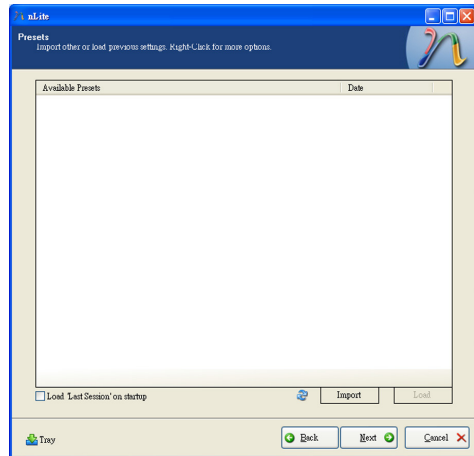 nLite
Presets
Import other or load previous settings. Right-Click for more options.
Available Presets Date
Load 'Last Session' on startup Import Load
Tray Back Next Cancel